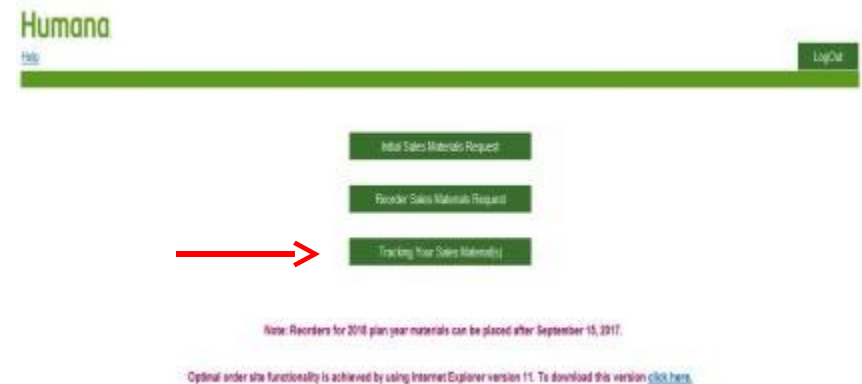 Humana
Help
LogOut
Initial Sales Materials Request
Reorder Sales Materials Request
Tracking Your Sales Material(s)
Note: Reorders for 2018 plan year materials can be placed after September 15, 2017.
Optimal order site functionality is achieved by using Internet Explorer version 11. To download this version click here.